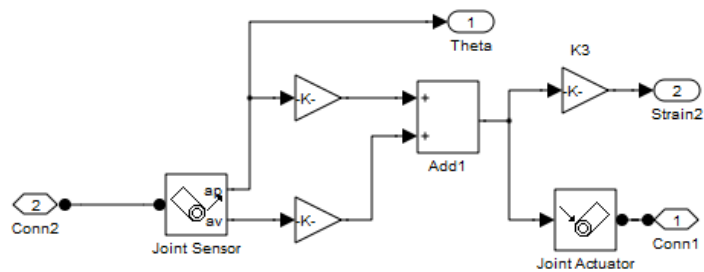 1
Theta
K3
-K-
+
+
Add1
-K-
2
Strain2
2
Conn2
ap
av
Joint Sensor
-K-
Joint Actuator
1
Conn1